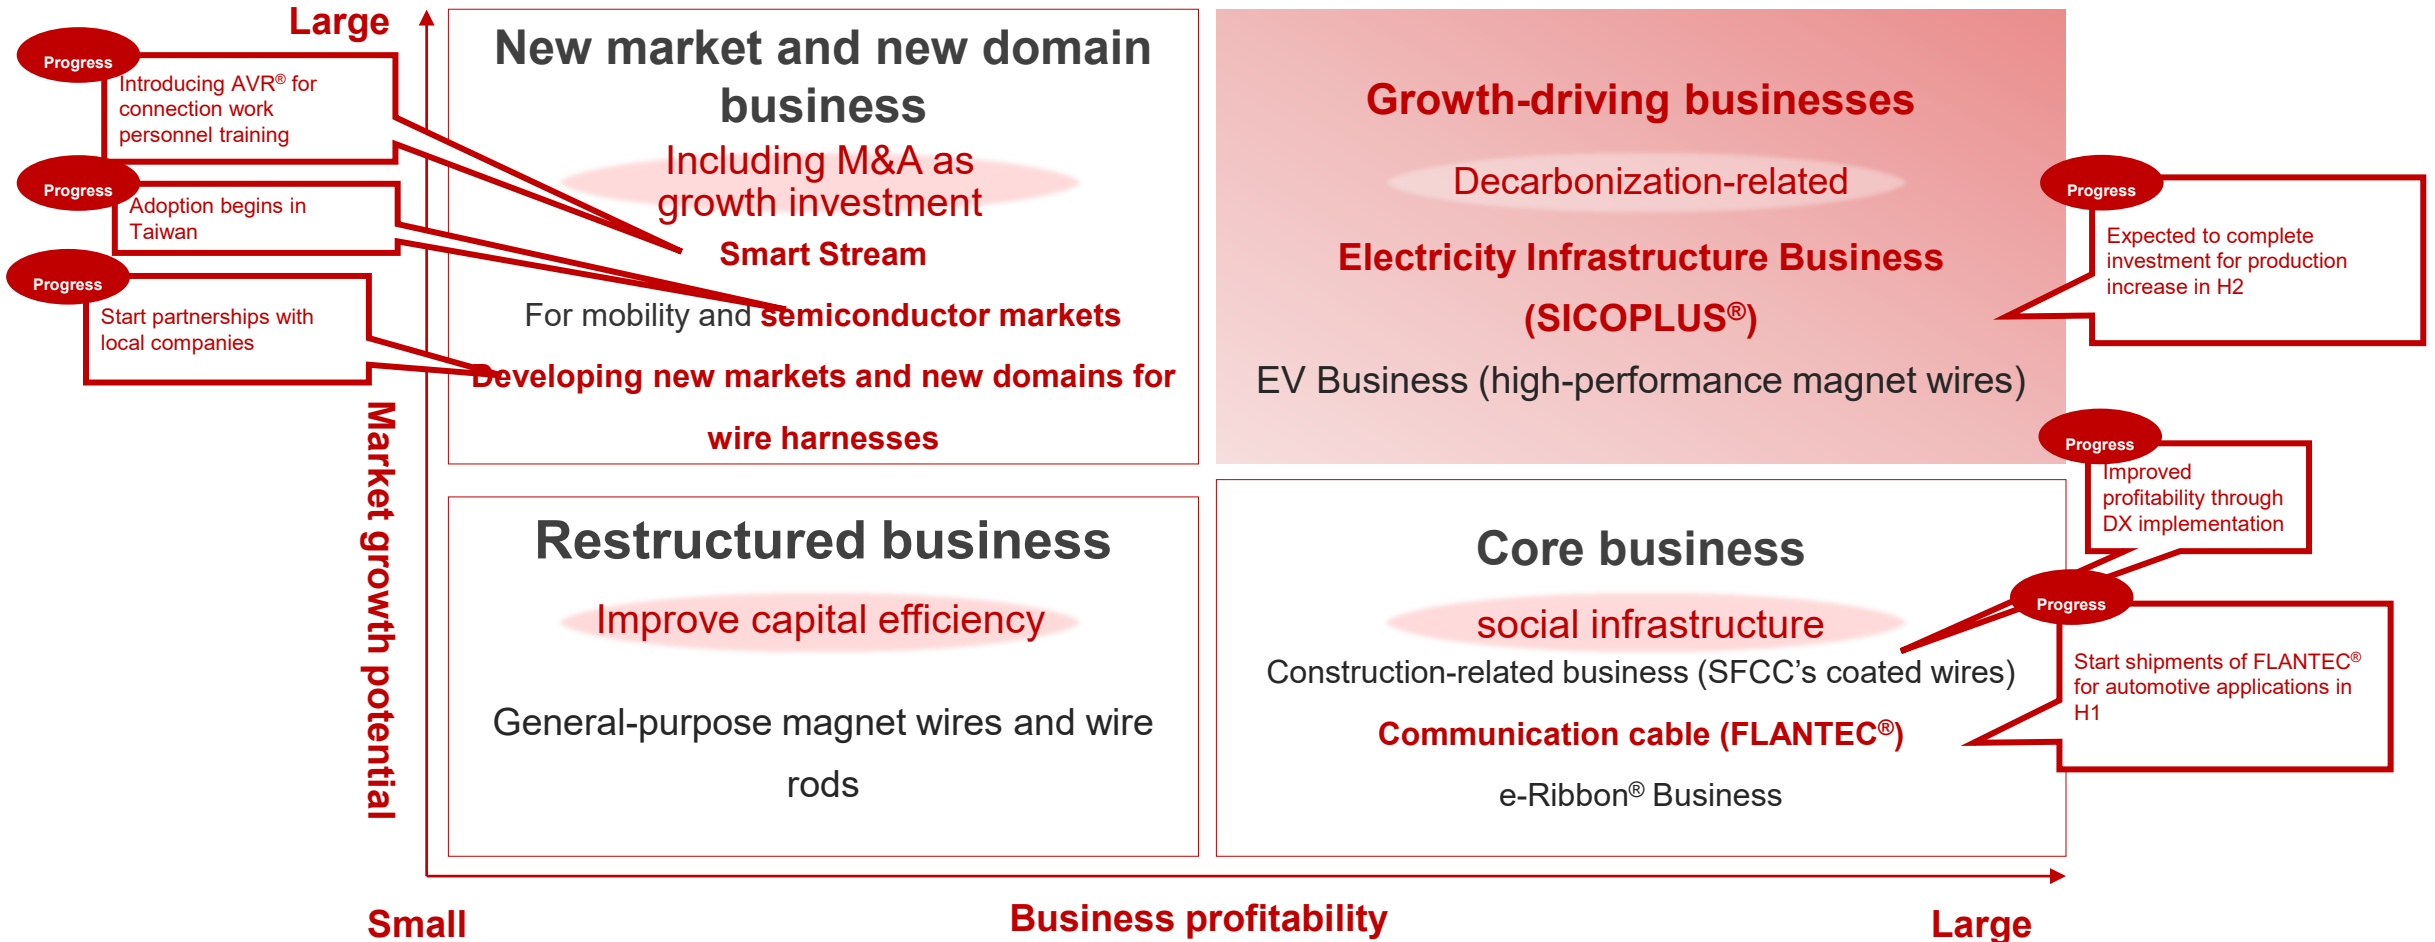 Large
Progress
Introducing AVR® for
connection work
personnel training
Progress
Adoption begins in
Taiwan
Progress
Start partnerships with
local companies
New market and new domain
business
Including M&A as
growth investment
Smart Stream
For mobility and semiconductor markets
Developing new markets and new domains for
wire harnesses
Growth-driving businesses
Decarbonization-related
Electricity Infrastructure Business
(SICOPLUS®)
EV Business (high-performance magnet wires)
Progress
Expected to complete
investment for production
increase in H2
Market growth potential
Restructured business
Improve capital efficiency
General-purpose magnet wires and wire
rods
Core business
social infrastructure
Construction-related business (SFCC’s coated wires)
Communication cable (FLANTEC®)
e-Ribbon® Business
Progress
Improved
profitability through
DX implementation
Progress
Start shipments of FLANTEC®
for automotive applications in
H1
Small
Business profitability
Large